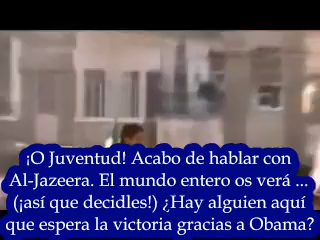 ¡O Juventud! Acabo de hablar con
Al-Jazeera. El mundo entero os verá ...
(¡así que decidles!) ¿Hay alguien aquí
que espera la victoria gracias a Obama?